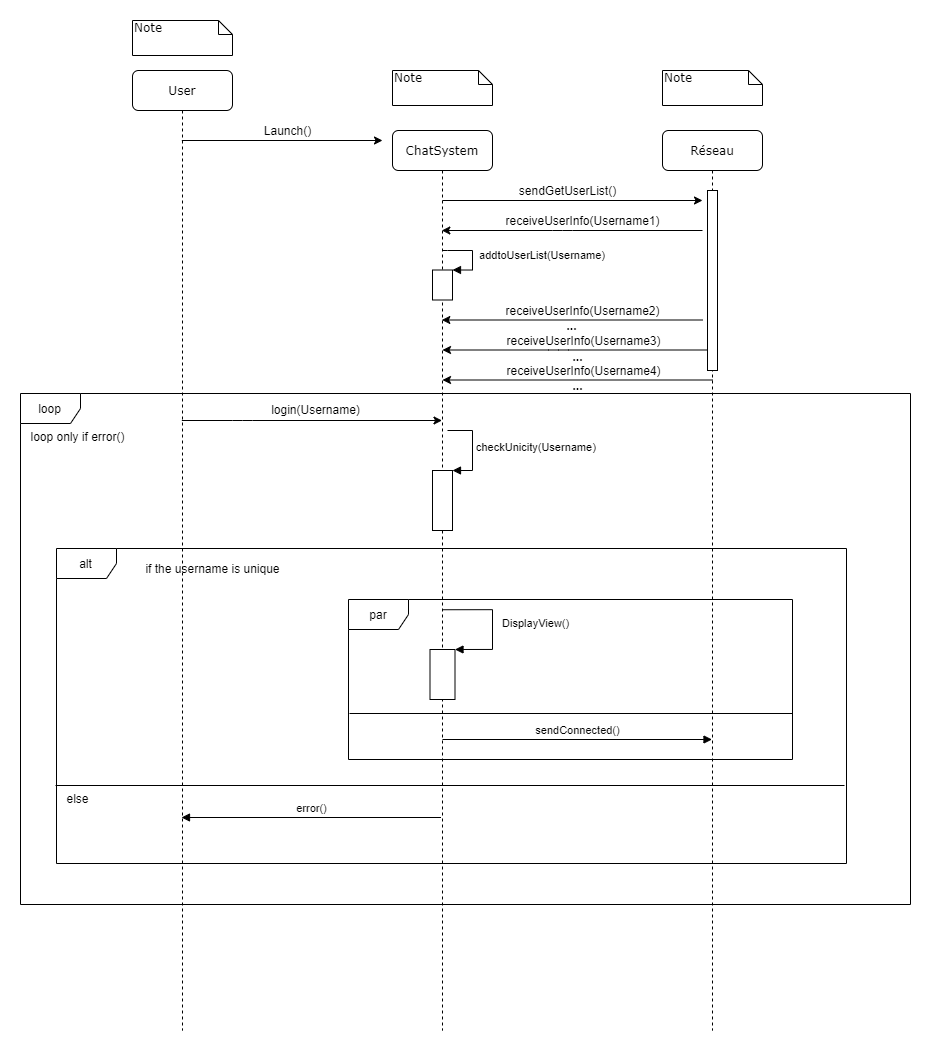 Note
User
Note
Note
Launch()
ChatSystem
Réseau
sendGetUserList()
receiveUserInfo(Username1)
addtoUserList(Username)
receiveUserInfo(Username2)
...
receiveUserInfo(Username3)
...
receiveUserInfo(Username4)
...
loop
login(Username)
loop only if error()
checkUnicity(Username)
alt
if the username is unique
par
DisplayView()
sendConnected()
else
error()